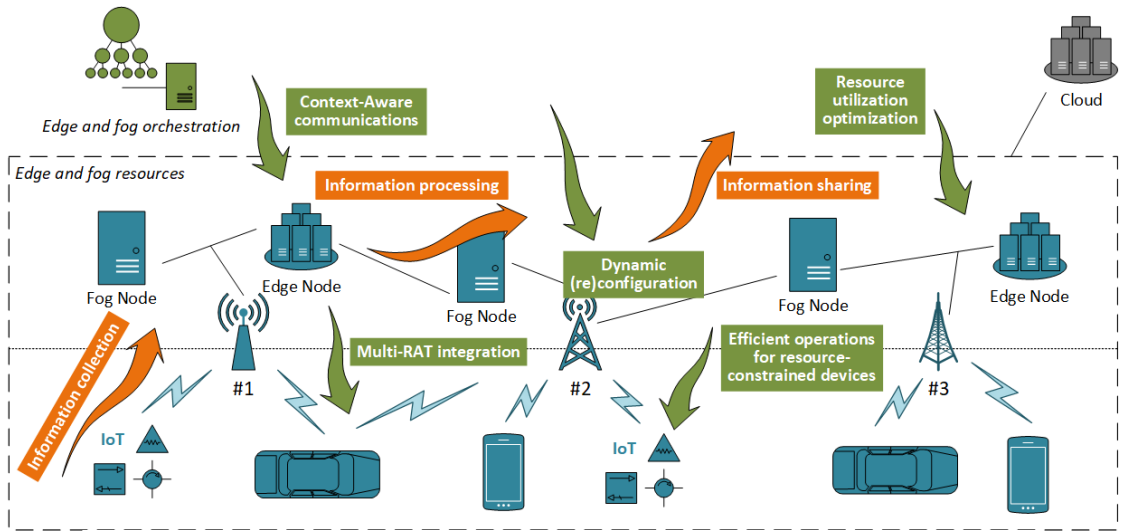 Edge and fog orchestration
Context-Aware
communications
Resource
utilization
optimization
Cloud
Edge and fog resources
Information processing
Information sharing
Fog Node
Edge Node
Fog Node
Dynamic
(re)configuration
Fog Node
Edge Node
Information collection
Multi-RAT integration
Efficient operations
for resource-
constrained devices
#1
#2
#3
IoT
IoT